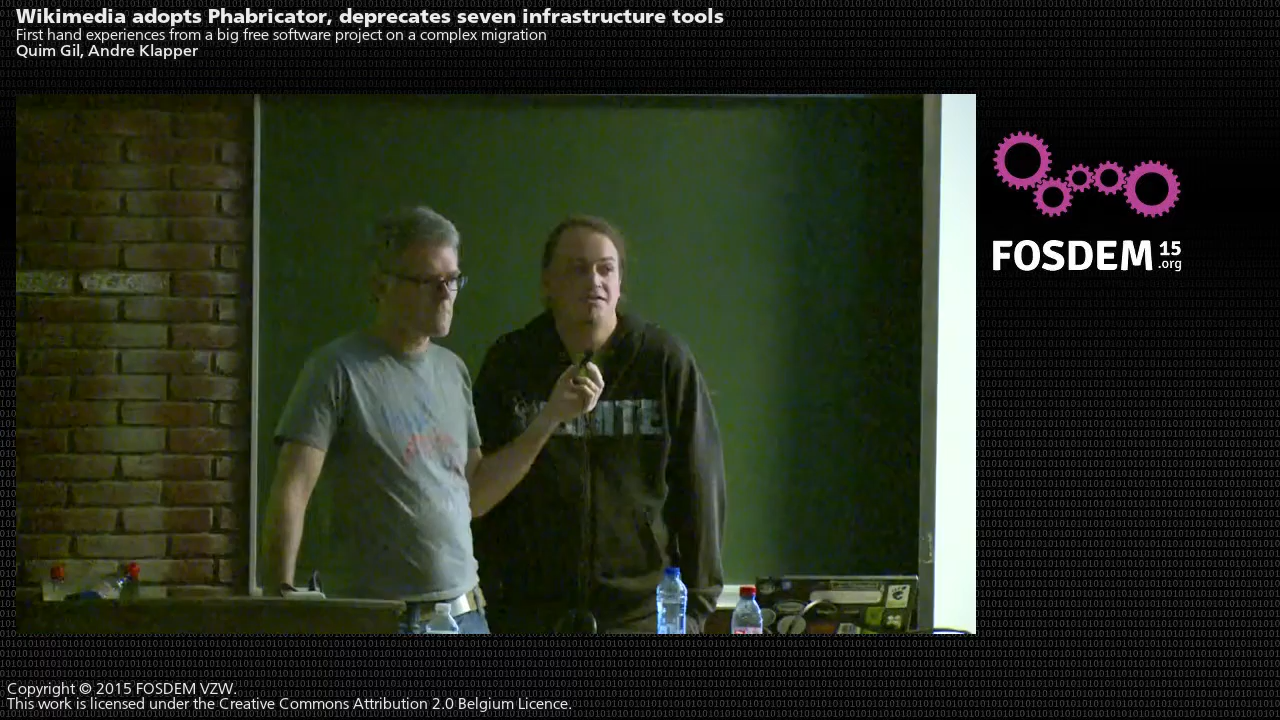 Wikimedia adopts Phabricator, deprecates seven infrastructure tools
First hand experiences from a big free software project on a complex migration
Quim Gil, Andre Klapper
FOSDEM 15
.org
Copyright © 2015 FOSDEM VZW.
This work is licensed under the Creative Commons Attribution 2.0 Belgium Licence.